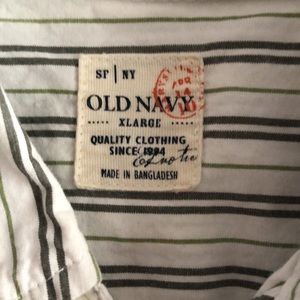 SF | NY
OLD NAVY
XLARGE
QUALITY CLOTHING
SINCE 1994
MADE IN BANGLADESH